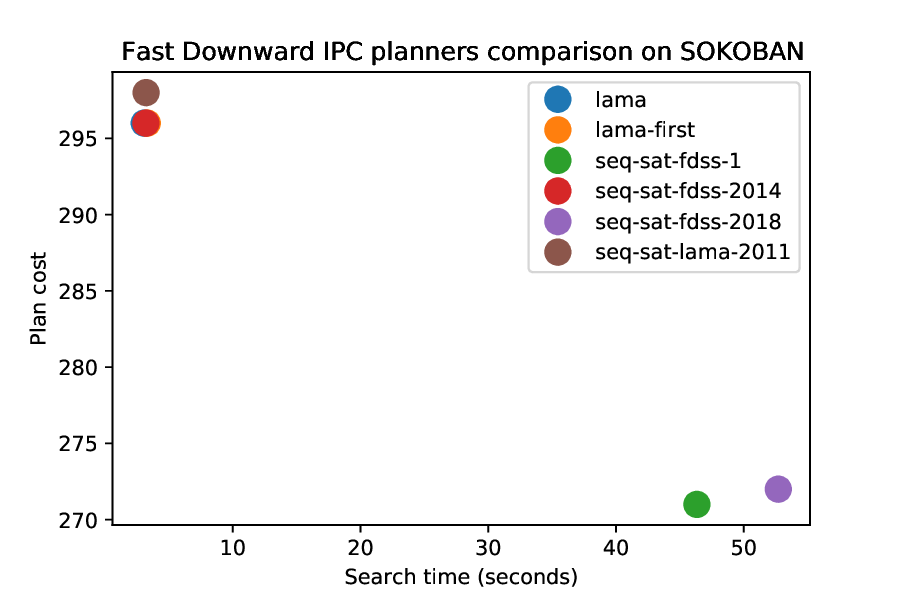 Fast Downward IPC planners comparison on SOKOBAN
lama
lama-first
seq-sat-fdss-1
seq-sat-fdss-2014
seq-sat-fdss-2018
seq-sat-lama-2011
Plan cost
295
290
285
280
275
270
10 20 30 40 50
Search time (seconds)